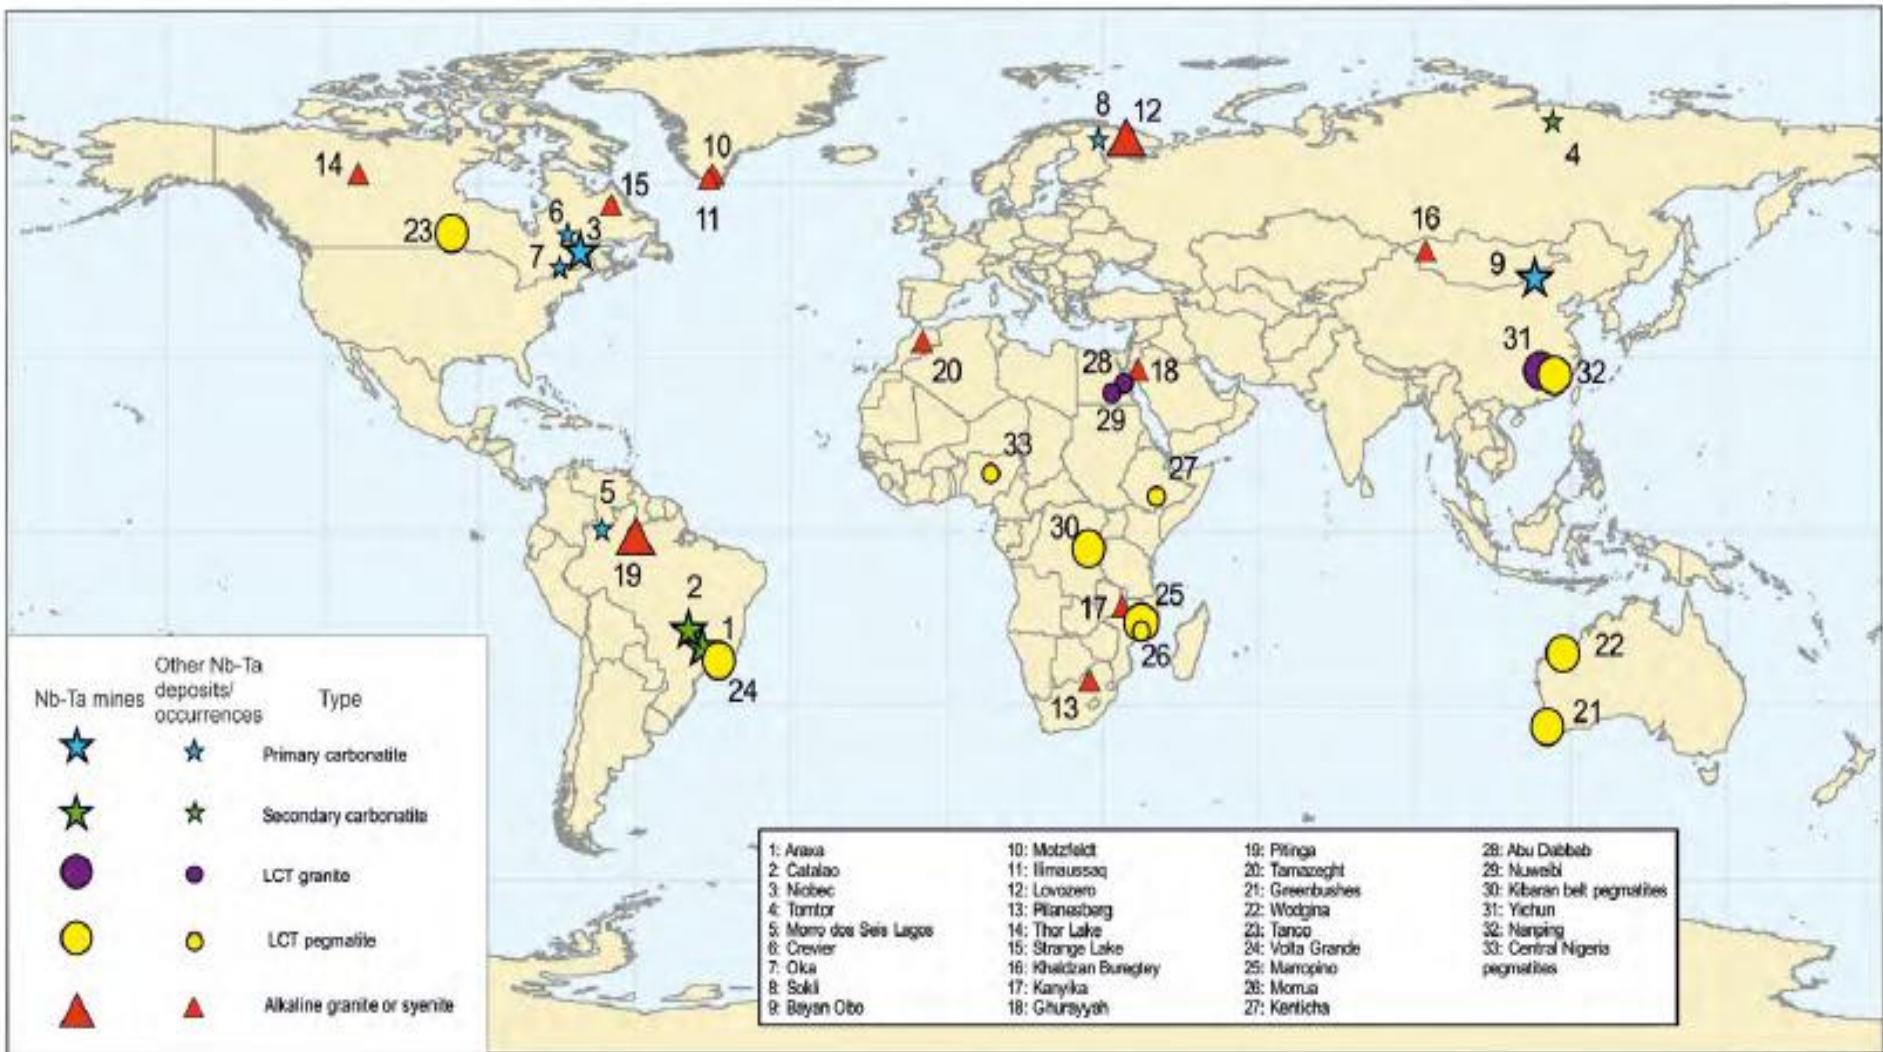 8
12
10
14
4
15
6
3
11
16
23
7
9
31
28
18
32
20
29
33
27
5
30
19
2
25
17
1
22
26
24
13
21
Other Nb-Ta
Nb-Ta mines deposits/ Type
occurrences
Primary carbonatite
Secondary carbonatite
LCT granite
LCT pegmatite
Alkaline granite or syenite
1: Araxa
2: Catalao
3: Niobec
4: Tomtor
5: Morro dos Seis Lagos
6: Crevier
7: Oka
8: Sokli
9: Bayan Obo
10: Motzfeldt
11: Ilimaussaq
12: Lovozero
13: Pilanesberg
14: Thor Lake
15: Strange Lake
16: Khaldzan Buregtey
17: Kanyika
18: Ghurayyah
19: Pitinga
20: Tamazeght
21: Greenbushes
22: Wodgina
23: Tanco
24: Volta Grande
25: Marropino
26: Morrua
27: Kenticha
28: Abu Dabbab
29: Nuweibi
30: Kibaran belt pegmatites
31: Yichun
32: Nanping
33: Central Nigeria
pegmatites